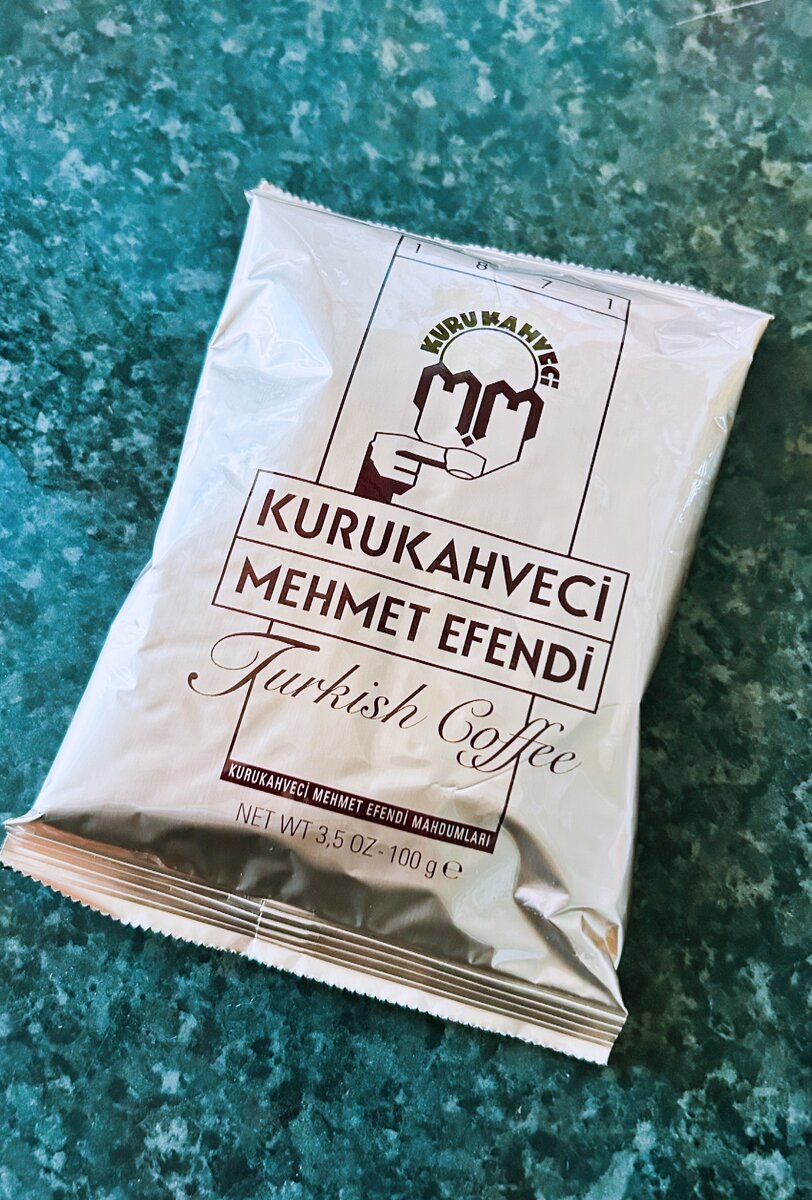 1 8 7 1
KURUKAHVECİ
MM
KURUKAHVECİ
MEHMET EFENDİ
Turkish Coffee
KURUKAHVECİ MEHMET EFENDİ MAHDUMLARI
NET WT 3,5 OZ - 100 g ℮